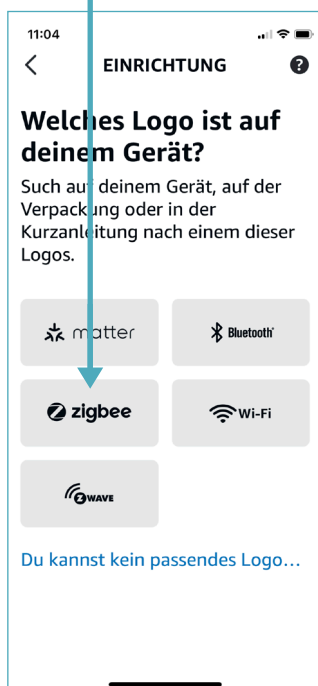 11:04
EINRICHTUNG
Welches Logo ist auf
deinem Gerät?
Such auf deinem Gerät, auf der
Verpackung oder in der
Kurzanleitung nach einem dieser
Logos.
matter
Bluetooth®
zigbee
Wi-Fi
Z WAVE
Du kannst kein passendes Logo...